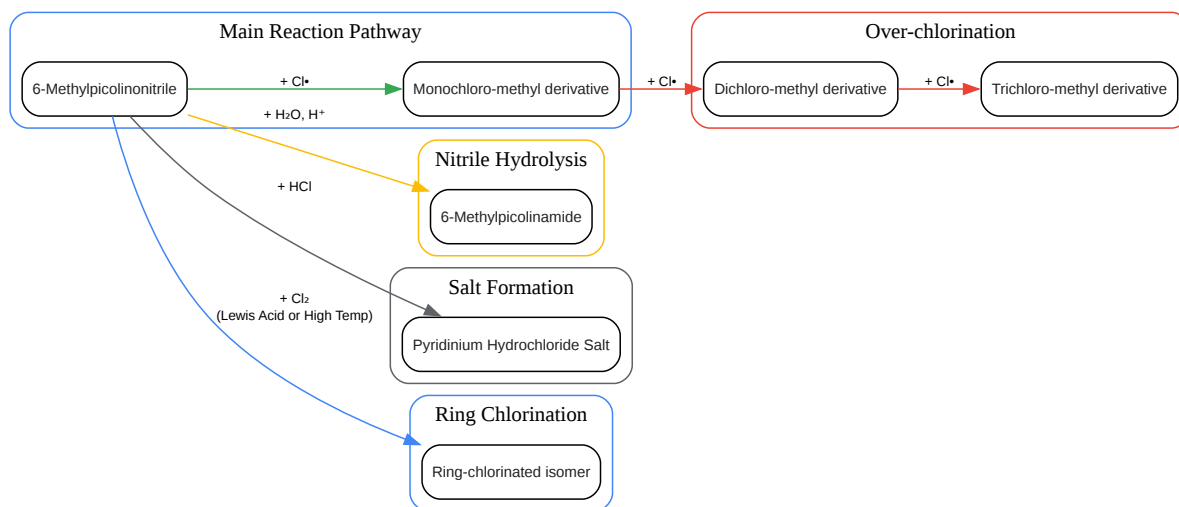 Main Reaction Pathway
Over-chlorination
6-Methylpicolinonitrile
+ Cl•
Monochloro-methyl derivative
+ Cl•
Dichloro-methyl derivative
+ Cl•
Trichloro-methyl derivative
+ H₂O, H⁺
Nitrile Hydrolysis
+ HCl
6-Methylpicolinamide
Salt Formation
+ Cl₂
(Lewis Acid or High Temp)
Pyridinium Hydrochloride Salt
Ring Chlorination
Ring-chlorinated isomer